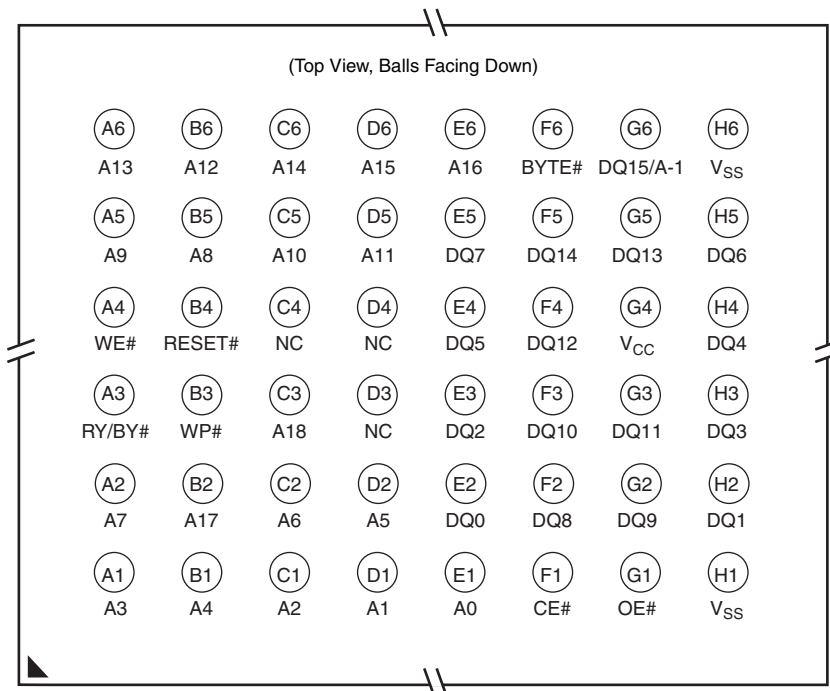 (Top View, Balls Facing Down)
A6 B6 C6 D6 E6 F6 G6 H6
A13 A12 A14 A15 A16 BYTE# DQ15/A-1 VSS
A5 B5 C5 D5 E5 F5 G5 H5
A9 A8 A10 A11 DQ7 DQ14 DQ13 DQ6
A4 B4 C4 D4 E4 F4 G4 H4
WE# RESET# NC NC DQ5 DQ12 VCC DQ4
A3 B3 C3 D3 E3 F3 G3 H3
RY/BY# WP# A18 NC DQ2 DQ10 DQ11 DQ3
A2 B2 C2 D2 E2 F2 G2 H2
A7 A17 A6 A5 DQ0 DQ8 DQ9 DQ1
A1 B1 C1 D1 E1 F1 G1 H1
A3 A4 A2 A1 A0 CE# OE# VSS